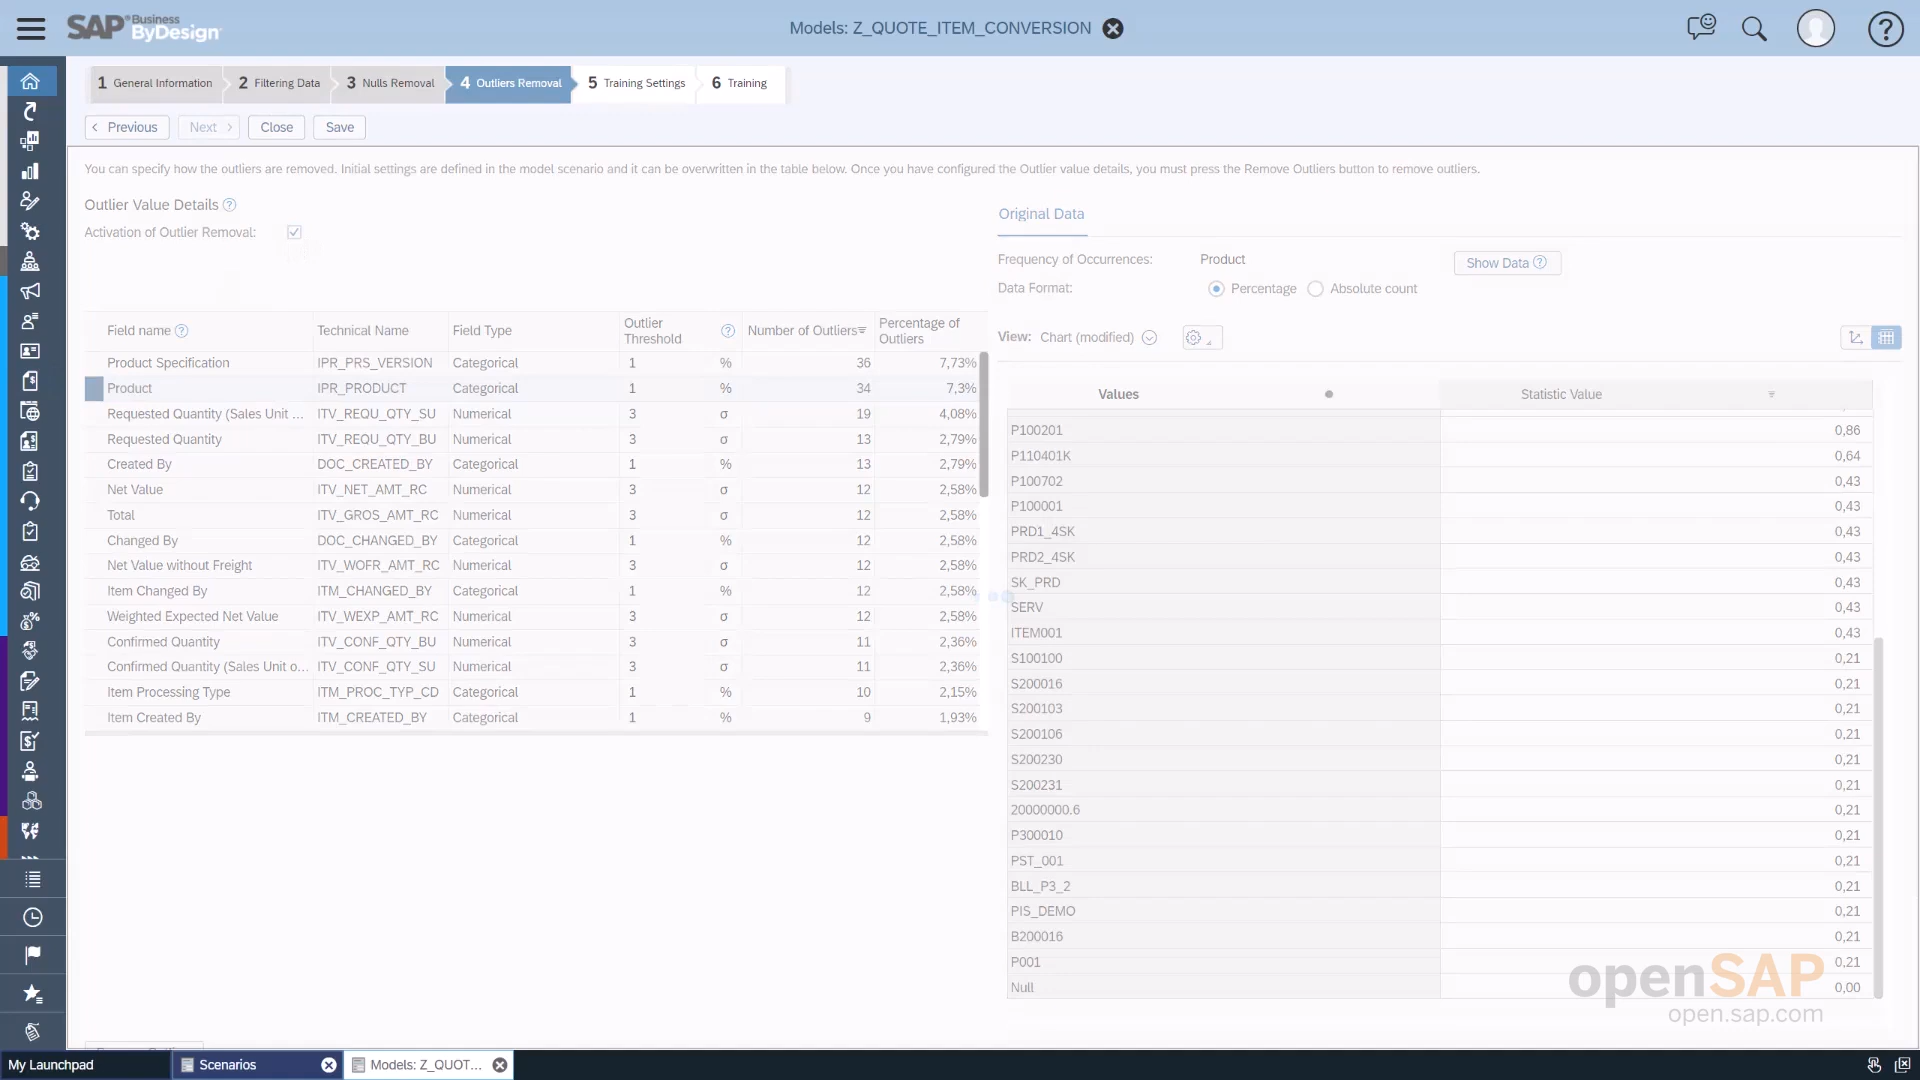 SAP Business ByDesign
Models: Z_QUOTE_ITEM_CONVERSION
1 General Information 2 Filtering Data 3 Nulls Removal 4 Outliers Removal 5 Training Settings 6 Training
Previous Next Close Save
You can specify how the outliers are removed. Initial settings are defined in the model scenario and it can be overwritten in the table below. Once you have configured the Outlier value details, you must press the Remove Outliers button to remove outliers.
Outlier Value Details
Activation of Outlier Removal:
Field name Technical Name Field Type Outlier Threshold Number of Outliers Percentage of Outliers
Product Specification IPR_PRS_VERSION Categorical 1 % 36 7,73%
Product IPR_PRODUCT Categorical 1 % 34 7,3%
Requested Quantity (Sales Unit ... ITV_REQU_QTY_SU Numerical 3 σ 19 4,08%
Requested Quantity ITV_REQU_QTY_BU Numerical 3 σ 13 2,79%
Created By DOC_CREATED_BY Categorical 1 % 13 2,79%
Net Value ITV_NET_AMT_RC Numerical 3 σ 12 2,58%
Total ITV_GROS_AMT_RC Numerical 3 σ 12 2,58%
Changed By DOC_CHANGED_BY Categorical 1 % 12 2,58%
Net Value without Freight ITV_WOFR_AMT_RC Numerical 3 σ 12 2,58%
Item Changed By ITM_CHANGED_BY Categorical 1 % 12 2,58%
Weighted Expected Net Value ITV_WEXP_AMT_RC Numerical 3 σ 12 2,58%
Confirmed Quantity ITV_CONF_QTY_BU Numerical 3 σ 11 2,36%
Confirmed Quantity (Sales Unit o... ITV_CONF_QTY_SU Numerical 3 σ 11 2,36%
Item Processing Type ITM_PROC_TYP_CD Categorical 1 % 10 2,15%
Item Created By ITM_CREATED_BY Categorical 1 % 9 1,93%
Original Data
Frequency of Occurrences: Product Show Data
Data Format: Percentage Absolute count
View: Chart (modified)
Values Statistic Value
P100201 0,86
P110401K 0,64
P100702 0,43
P100001 0,43
PRD1_4SK 0,43
PRD2_4SK 0,43
SK_PRD 0,43
SERV 0,43
ITEM001 0,43
S100100 0,21
S200016 0,21
S200103 0,21
S200106 0,21
S200230 0,21
S200231 0,21
20000000.6 0,21
P300010 0,21
PST_001 0,21
BLL_P3_2 0,21
PIS_DEMO 0,21
B200016 0,21
P001 0,21
Null 0,00
openSAP
open.sap.com
My Launchpad Scenarios Models: Z_QUOT...